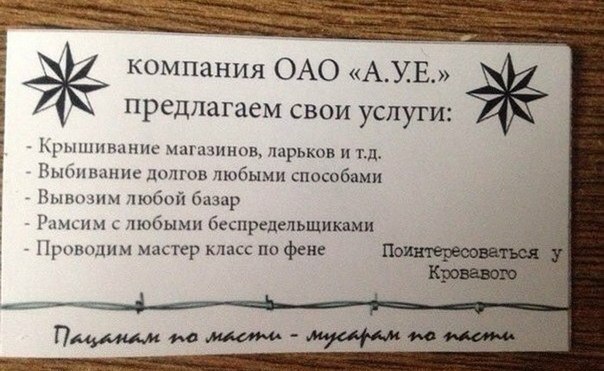 компания ОАО «А.У.Е.»
предлагаем свои услуги:
- Крышивание магазинов, ларьков и т.д.
- Выбивание долгов любыми способами
- Вывозим любой базар
- Рамсим с любыми беспредельщиками
- Проводим мастер класс по фене
Поинтересоваться у
Кровавого
Пацанам по масти - мусарам по пасти